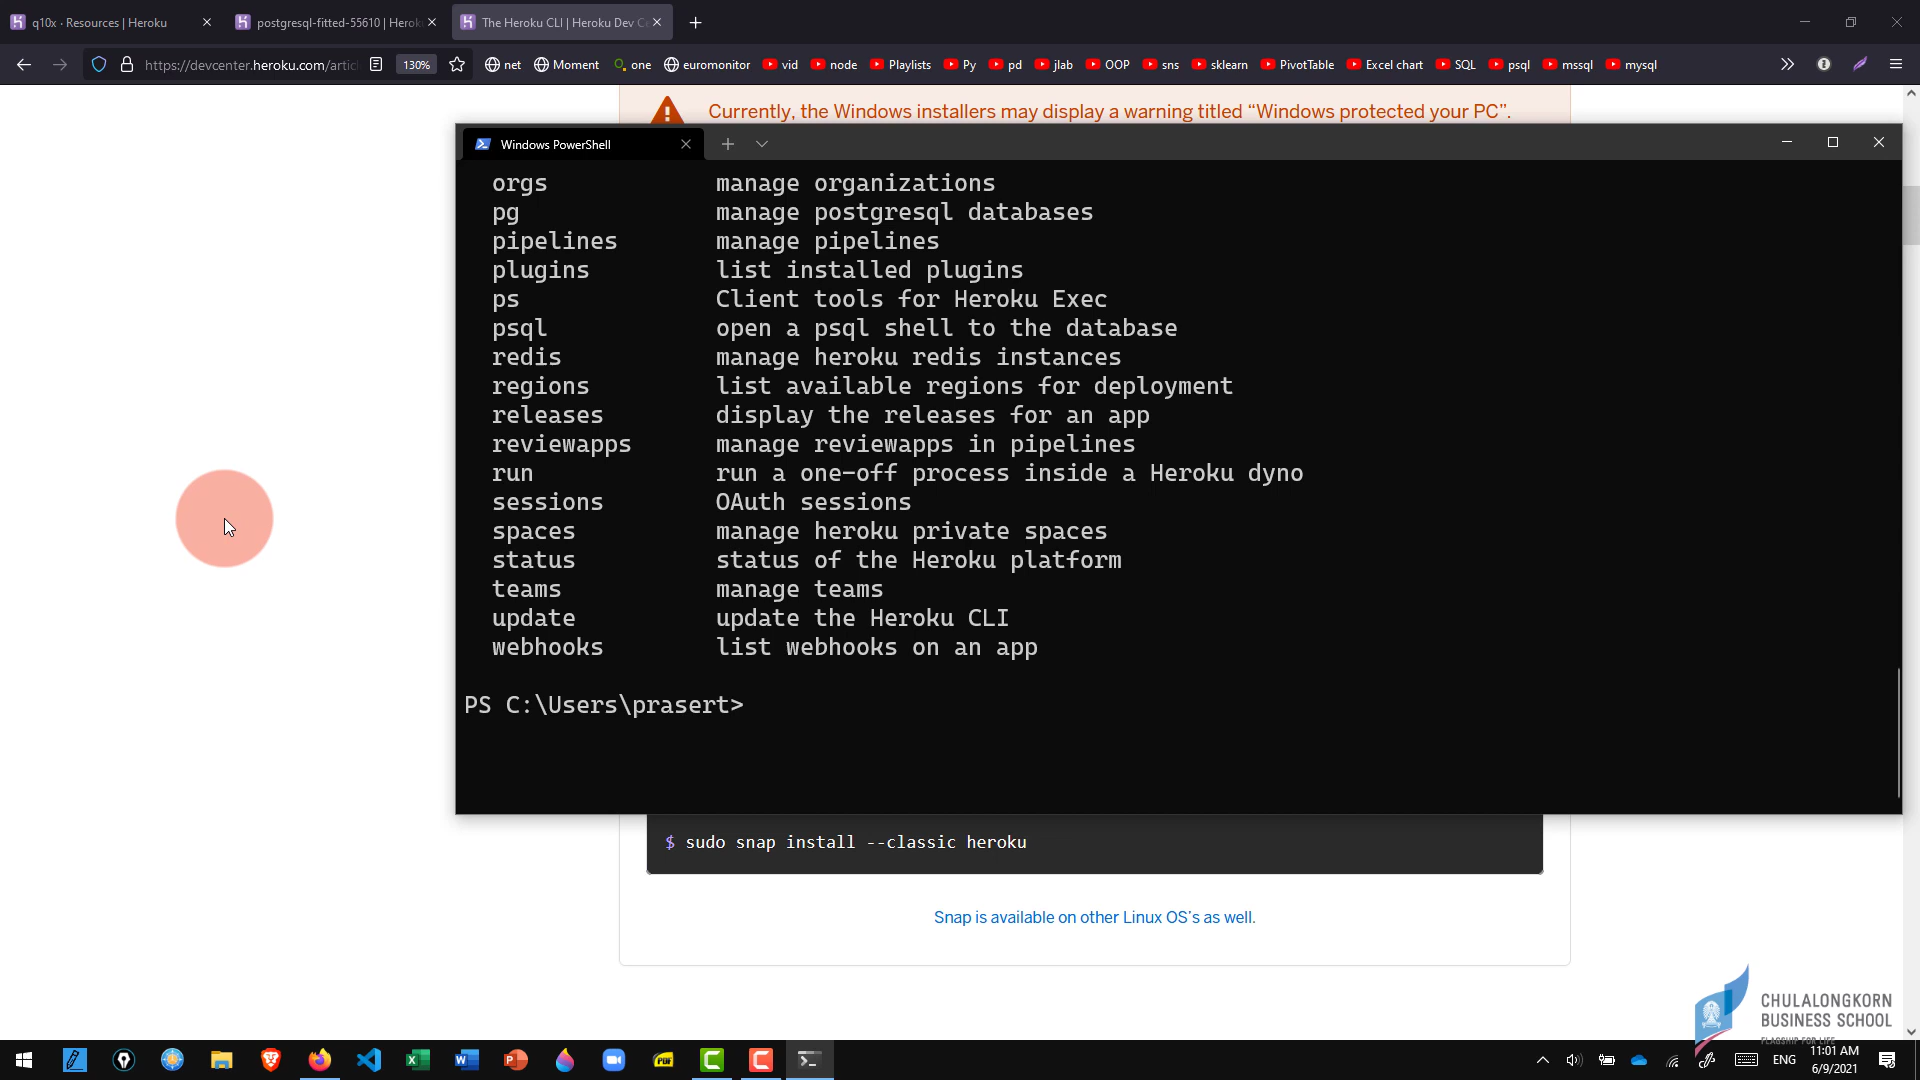 q10x · Resources | Heroku
postgresql-fitted-55610 | Heroku
The Heroku CLI | Heroku Dev Ce
https://devcenter.heroku.com/artic
130%
net
Moment
one
euromonitor
vid
node
Playlists
Py
pd
jlab
OOP
sns
sklearn
PivotTable
Excel chart
SQL
psql
mssql
mysql
Currently, the Windows installers may display a warning titled “Windows protected your PC”.
Windows PowerShell
orgs manage organizations
pg manage postgresql databases
pipelines manage pipelines
plugins list installed plugins
ps Client tools for Heroku Exec
psql open a psql shell to the database
redis manage heroku redis instances
regions list available regions for deployment
releases display the releases for an app
reviewapps manage reviewapps in pipelines
run run a one-off process inside a Heroku dyno
sessions OAuth sessions
spaces manage heroku private spaces
status status of the Heroku platform
teams manage teams
update update the Heroku CLI
webhooks list webhooks on an app
PS C:\Users\prasert>
$ sudo snap install --classic heroku
Snap is available on other Linux OS’s as well.
CHULALONGKORN
BUSINESS SCHOOL
FLAGSHIP FOR LIFE
ENG
11:01 AM
6/9/2021